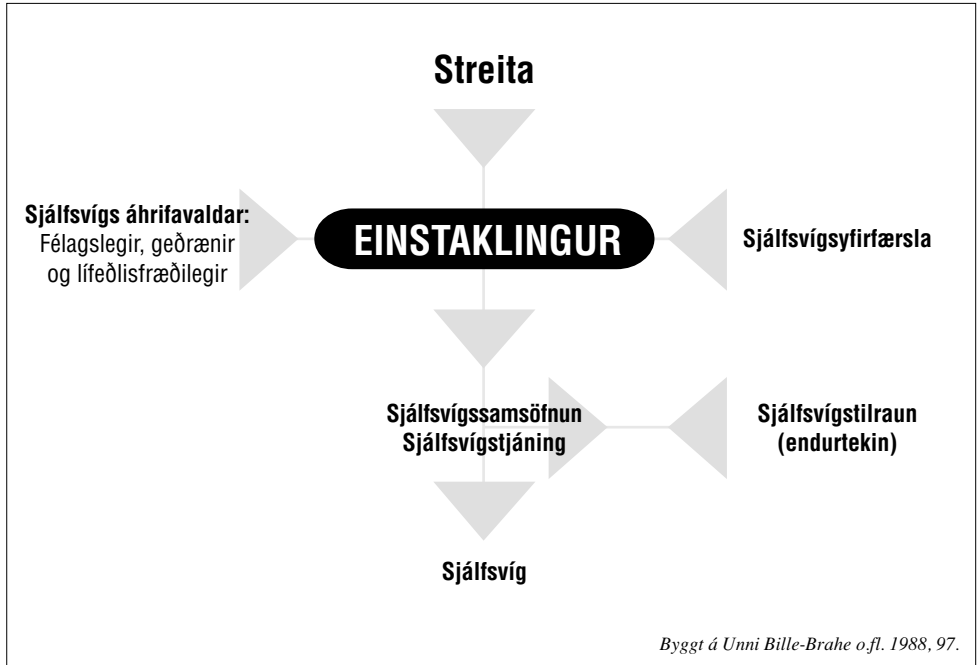 Streita
Sjálfsvígs áhrifavaldar:
Félagslegir, geðrænir
og lífeðlisfræðilegir
EINSTAKLINGUR
Sjálfsvígsyfirfærsla
Sjálfsvígssamsöfnun
Sjálfsvígstjáning
Sjálfsvígstilraun
(endurtekin)
Sjálfsvíg
Byggt á Unni Bille-Brahe o.fl. 1988, 97.